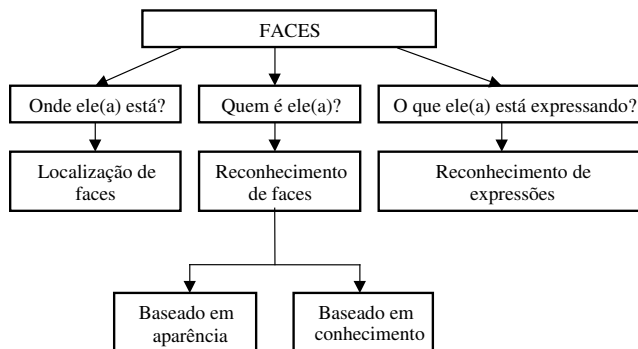 FACES
Onde ele(a) está?
Quem é ele(a)?
O que ele(a) está expressando?
Localização de
faces
Reconhecimento
de faces
Reconhecimento de
expressões
Baseado em
aparência
Baseado em
conhecimento